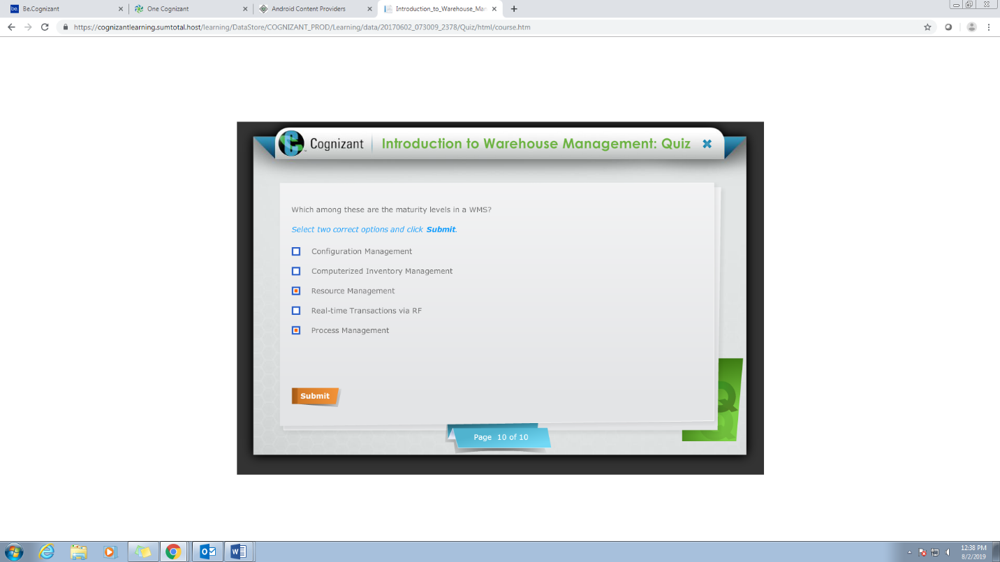 Be.Cognizant
One Cognizant
Android Content Providers
Introduction_to_Warehouse_Man
https://cognizantlearning.sumtotal.host/learning/DataStore/COGNIZANT_PROD/Learning/data/20170602_073009_2378/Quiz/html/course.htm
Cognizant
Introduction to Warehouse Management: Quiz
Which among these are the maturity levels in a WMS?
Select two correct options and click Submit.
Configuration Management
Computerized Inventory Management
Resource Management
Real-time Transactions via RF
Process Management
Submit
Page 10 of 10
12:38 PM
8/2/2019